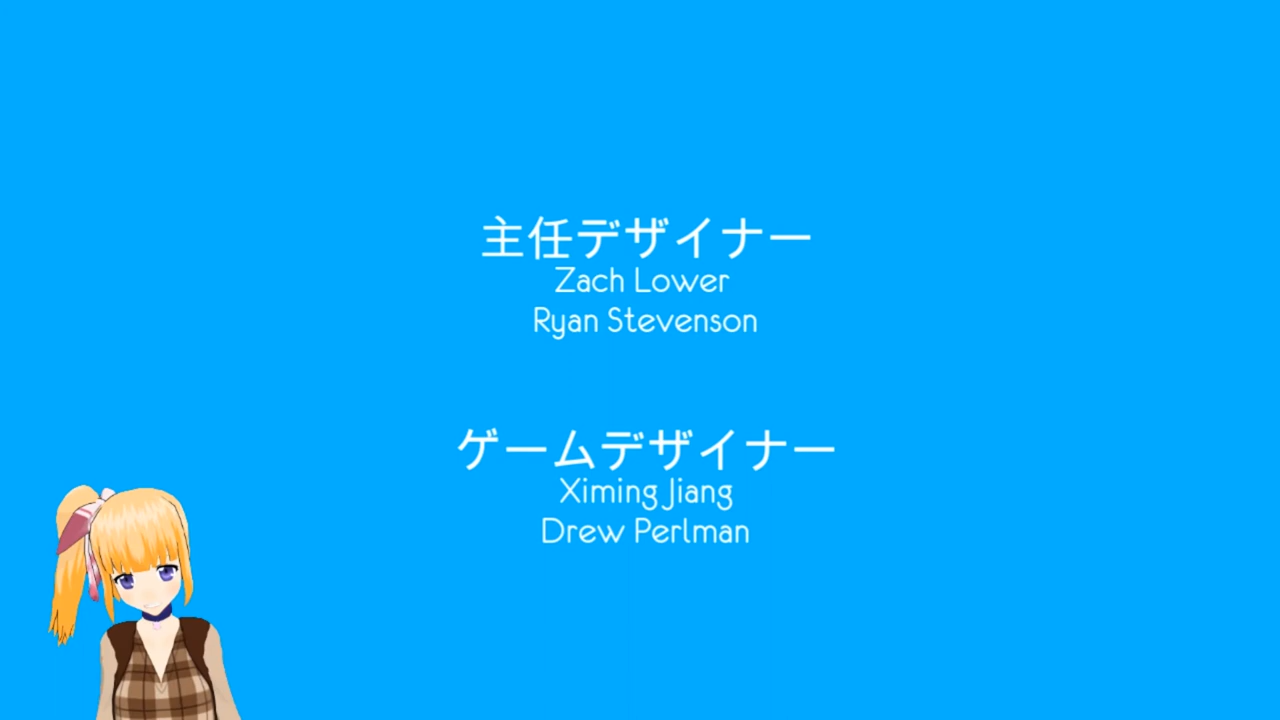 主任デザイナー
Zach Lower
Ryan Stevenson
ゲームデザイナー
Ximing Jiang
Drew Perlman